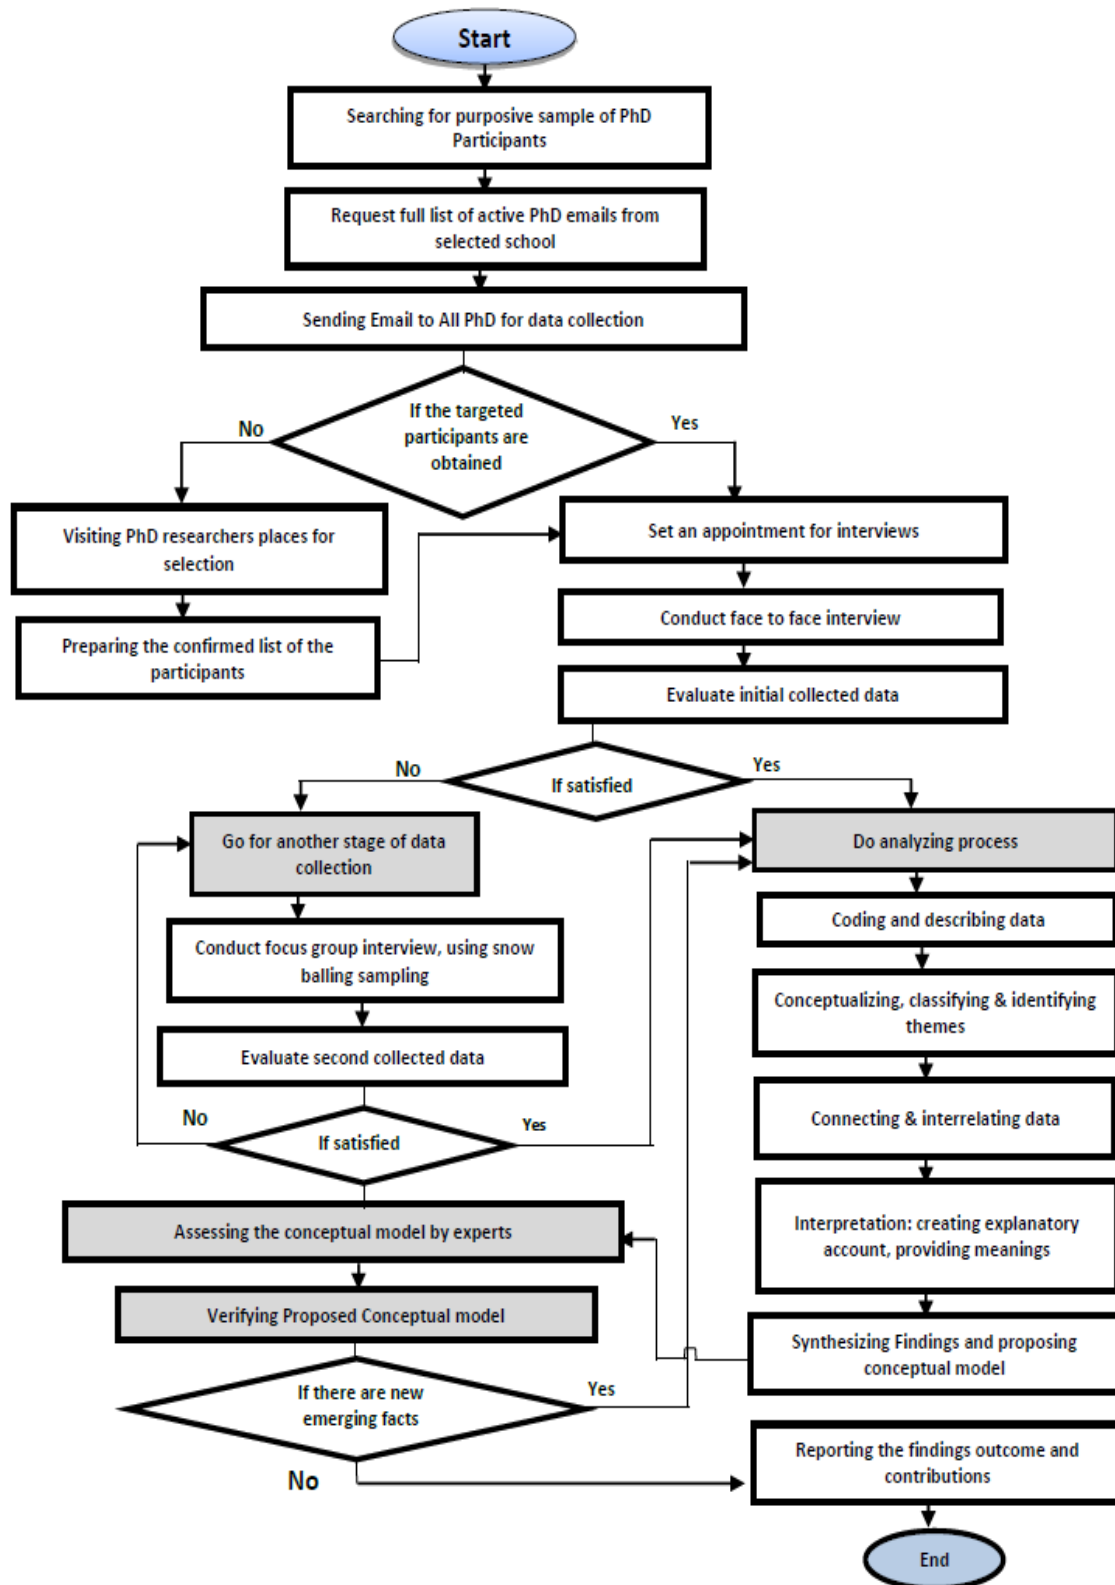 Start
Searching for purposive sample of PhD
Participants
Request full list of active PhD emails from
selected school
Sending Email to All PhD for data collection
If the targeted
participants are
obtained
No
Yes
Visiting PhD researchers places for
selection
Set an appointment for interviews
Preparing the confirmed list of the
participants
Conduct face to face interview
Evaluate initial collected data
If satisfied
No
Yes
Go for another stage of data
collection
Do analyzing process
Conduct focus group interview, using snow
balling sampling
Coding and describing data
Conceptualizing, classifying & identifying
themes
Evaluate second collected data
Connecting & interrelating data
No
Yes
If satisfied
Assessing the conceptual model by experts
Interpretation: creating explanatory
account, providing meanings
Verifying Proposed Conceptual model
Synthesizing Findings and proposing
conceptual model
If there are new
emerging facts
Yes
No
Reporting the findings outcome and
contributions
End